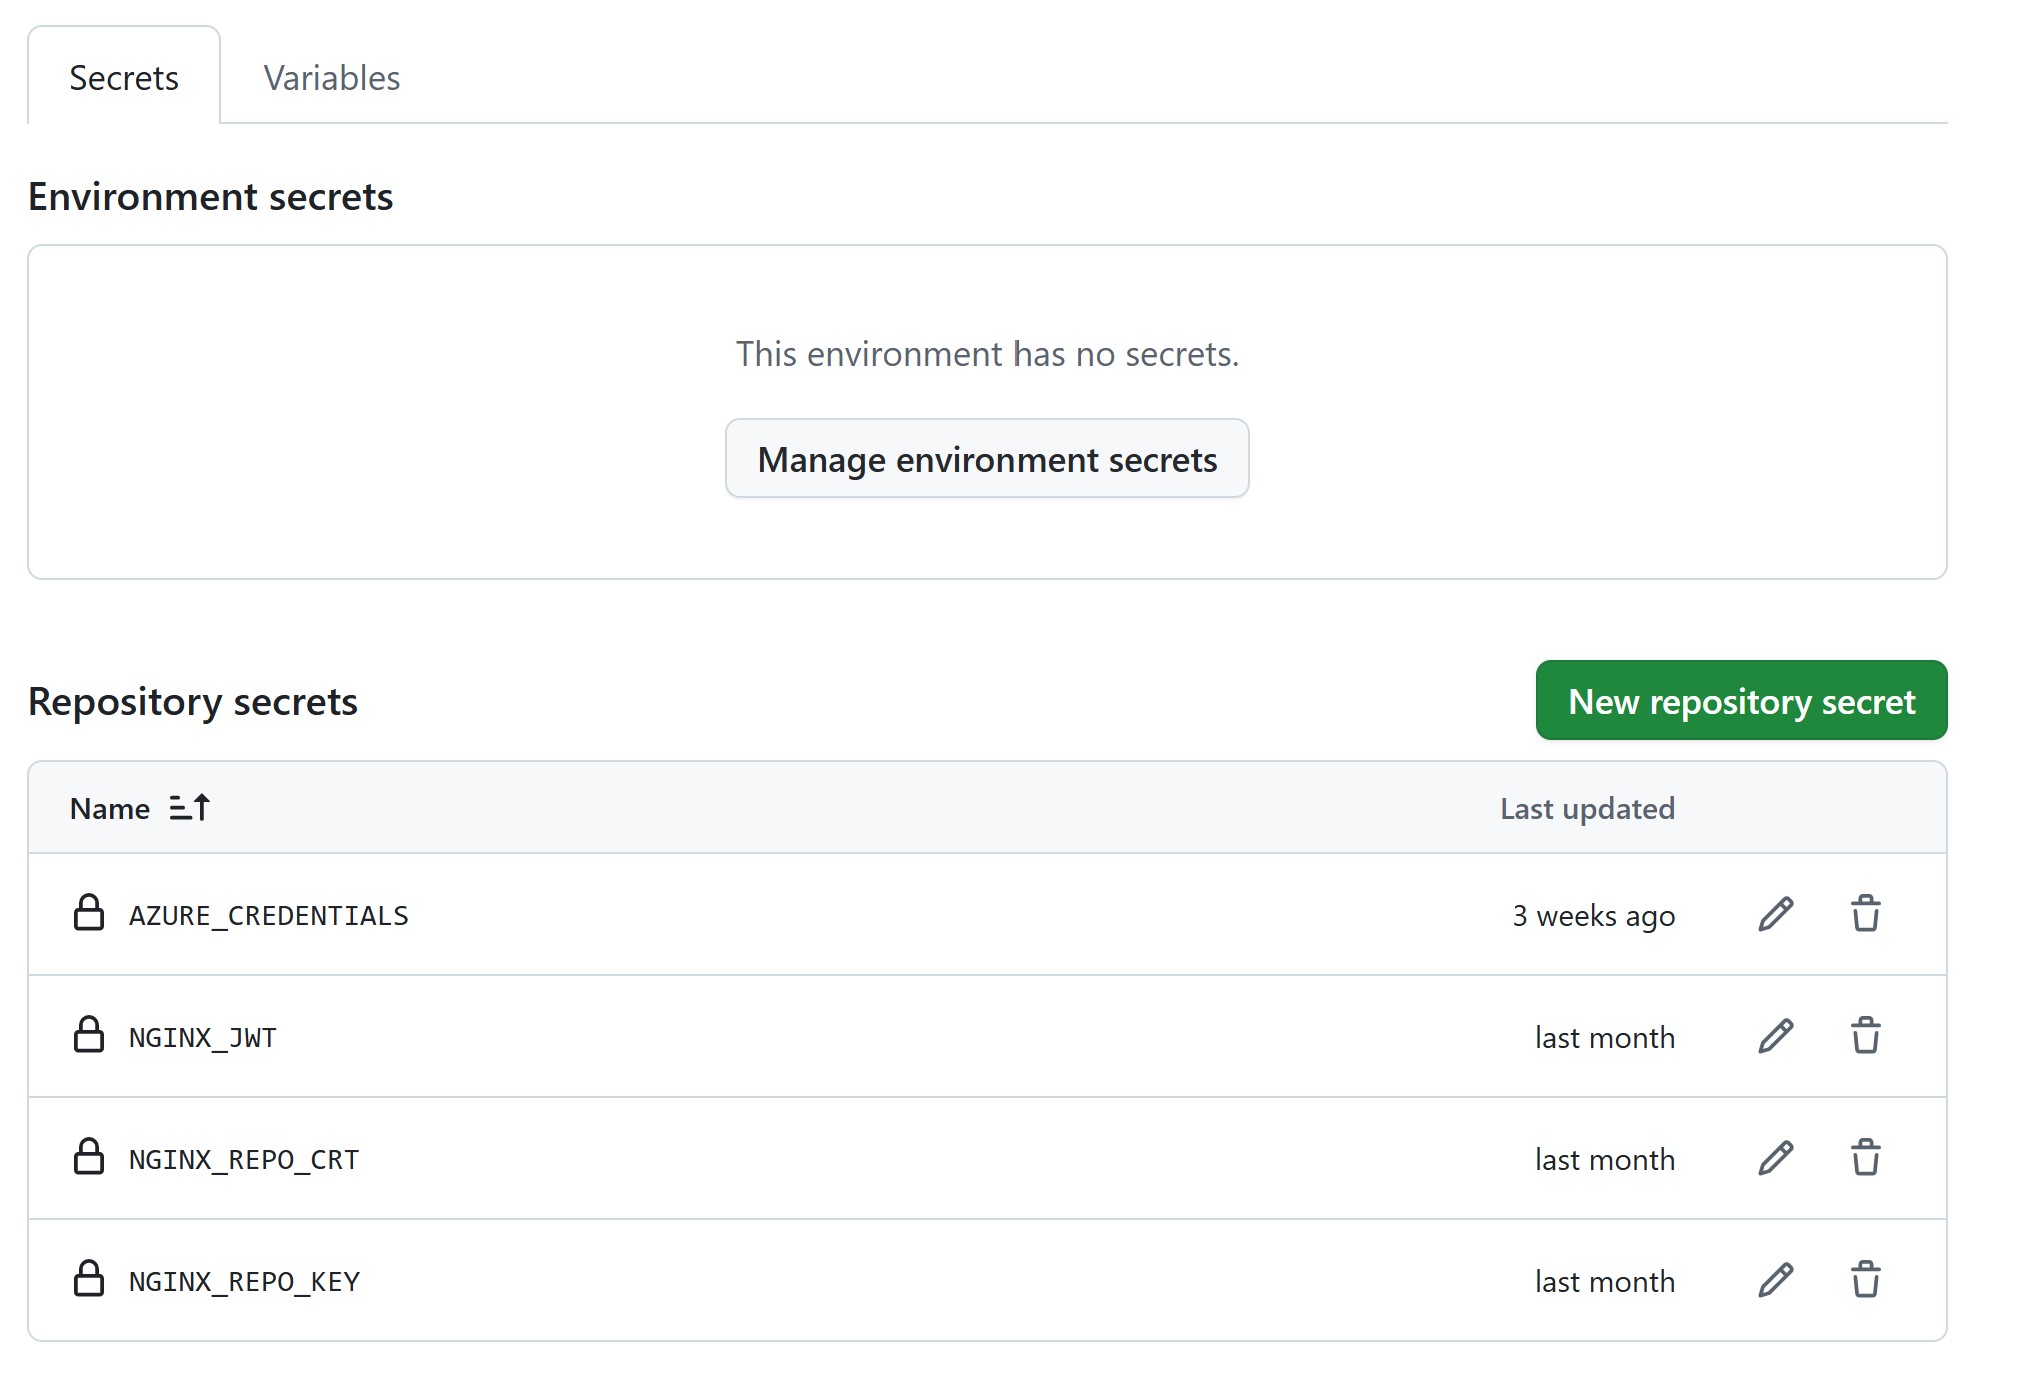 Secrets Variables
Environment secrets
This environment has no secrets.
Manage environment secrets
Repository secrets
New repository secret
Name Last updated
AZURE_CREDENTIALS 3 weeks ago
NGINX_JWT last month
NGINX_REPO_CRT last month
NGINX_REPO_KEY last month